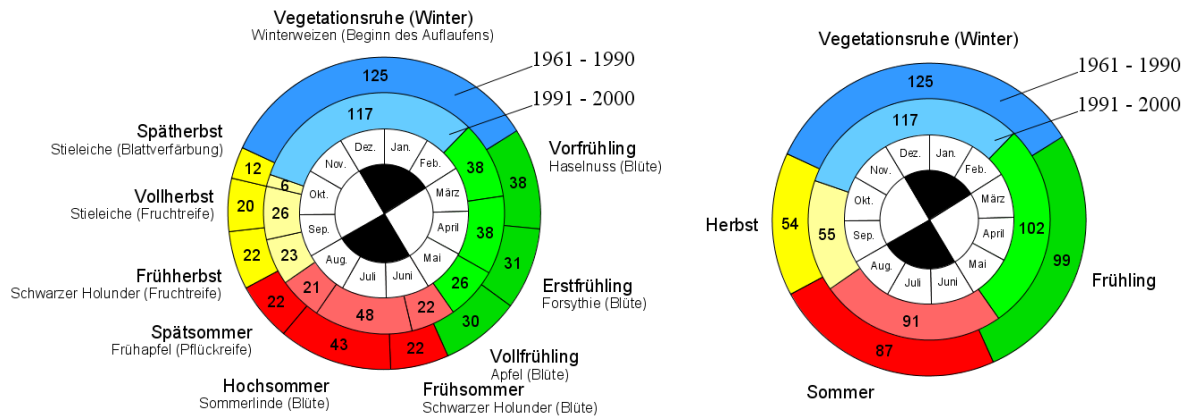 Vegetationsruhe (Winter)
Winterweizen (Beginn des Auflaufens)
1961 - 1990
1991 - 2000
125
117
Vorfrühling
Haselnuss (Blüte)
38
38
Erstfrühling
Forsythie (Blüte)
31
38
Vollfrühling
Apfel (Blüte)
30
26
Frühsommer
Schwarzer Holunder (Blüte)
22
22
Hochsommer
Sommerlinde (Blüte)
43
48
Spätsommer
Frühapfel (Pflückreife)
22
21
Frühherbst
Schwarzer Holunder (Fruchtreife)
22
23
Vollherbst
Stieleiche (Fruchtreife)
20
26
Spätherbst
Stieleiche (Blattverfärbung)
12
6
Jan.
Feb.
März
April
Mai
Juni
Juli
Aug.
Sep.
Okt.
Nov.
Dez.
Vegetationsruhe (Winter)
1961 - 1990
1991 - 2000
125
117
Frühling
99
102
Sommer
87
91
Herbst
54
55
Jan.
Feb.
März
April
Mai
Juni
Juli
Aug.
Sep.
Okt.
Nov.
Dez.